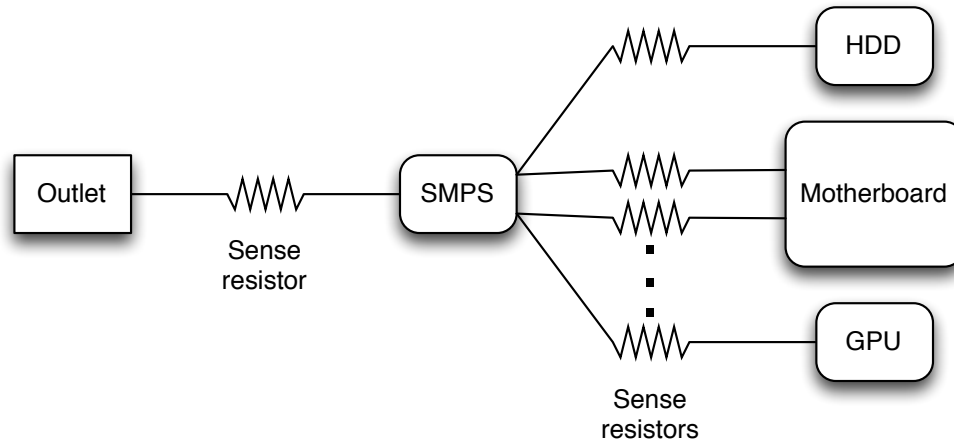 HDD
Outlet
SMPS
Motherboard
Sense
resistor
GPU
Sense
resistors